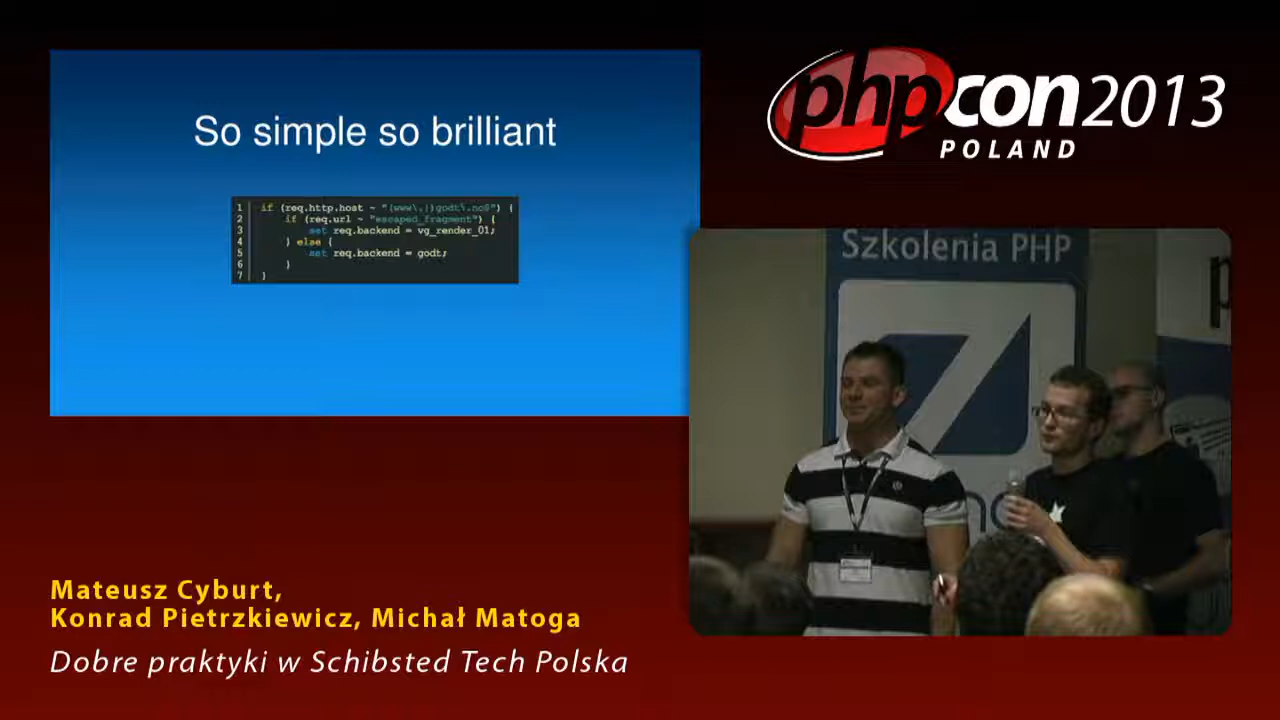 So simple so brilliant
1 if (req.http.host ~ "(www\.|)godt\.no$") {
2 if (req.url ~ "escaped_fragment") {
3 set req.backend = vg_render_01;
4 } else {
5 set req.backend = godt;
6 }
7 }
phpcon2013
POLAND
Szkolenia PHP
Mateusz Cyburt,
Konrad Pietrzkiewicz, Michał Matoga
Dobre praktyki w Schibsted Tech Polska